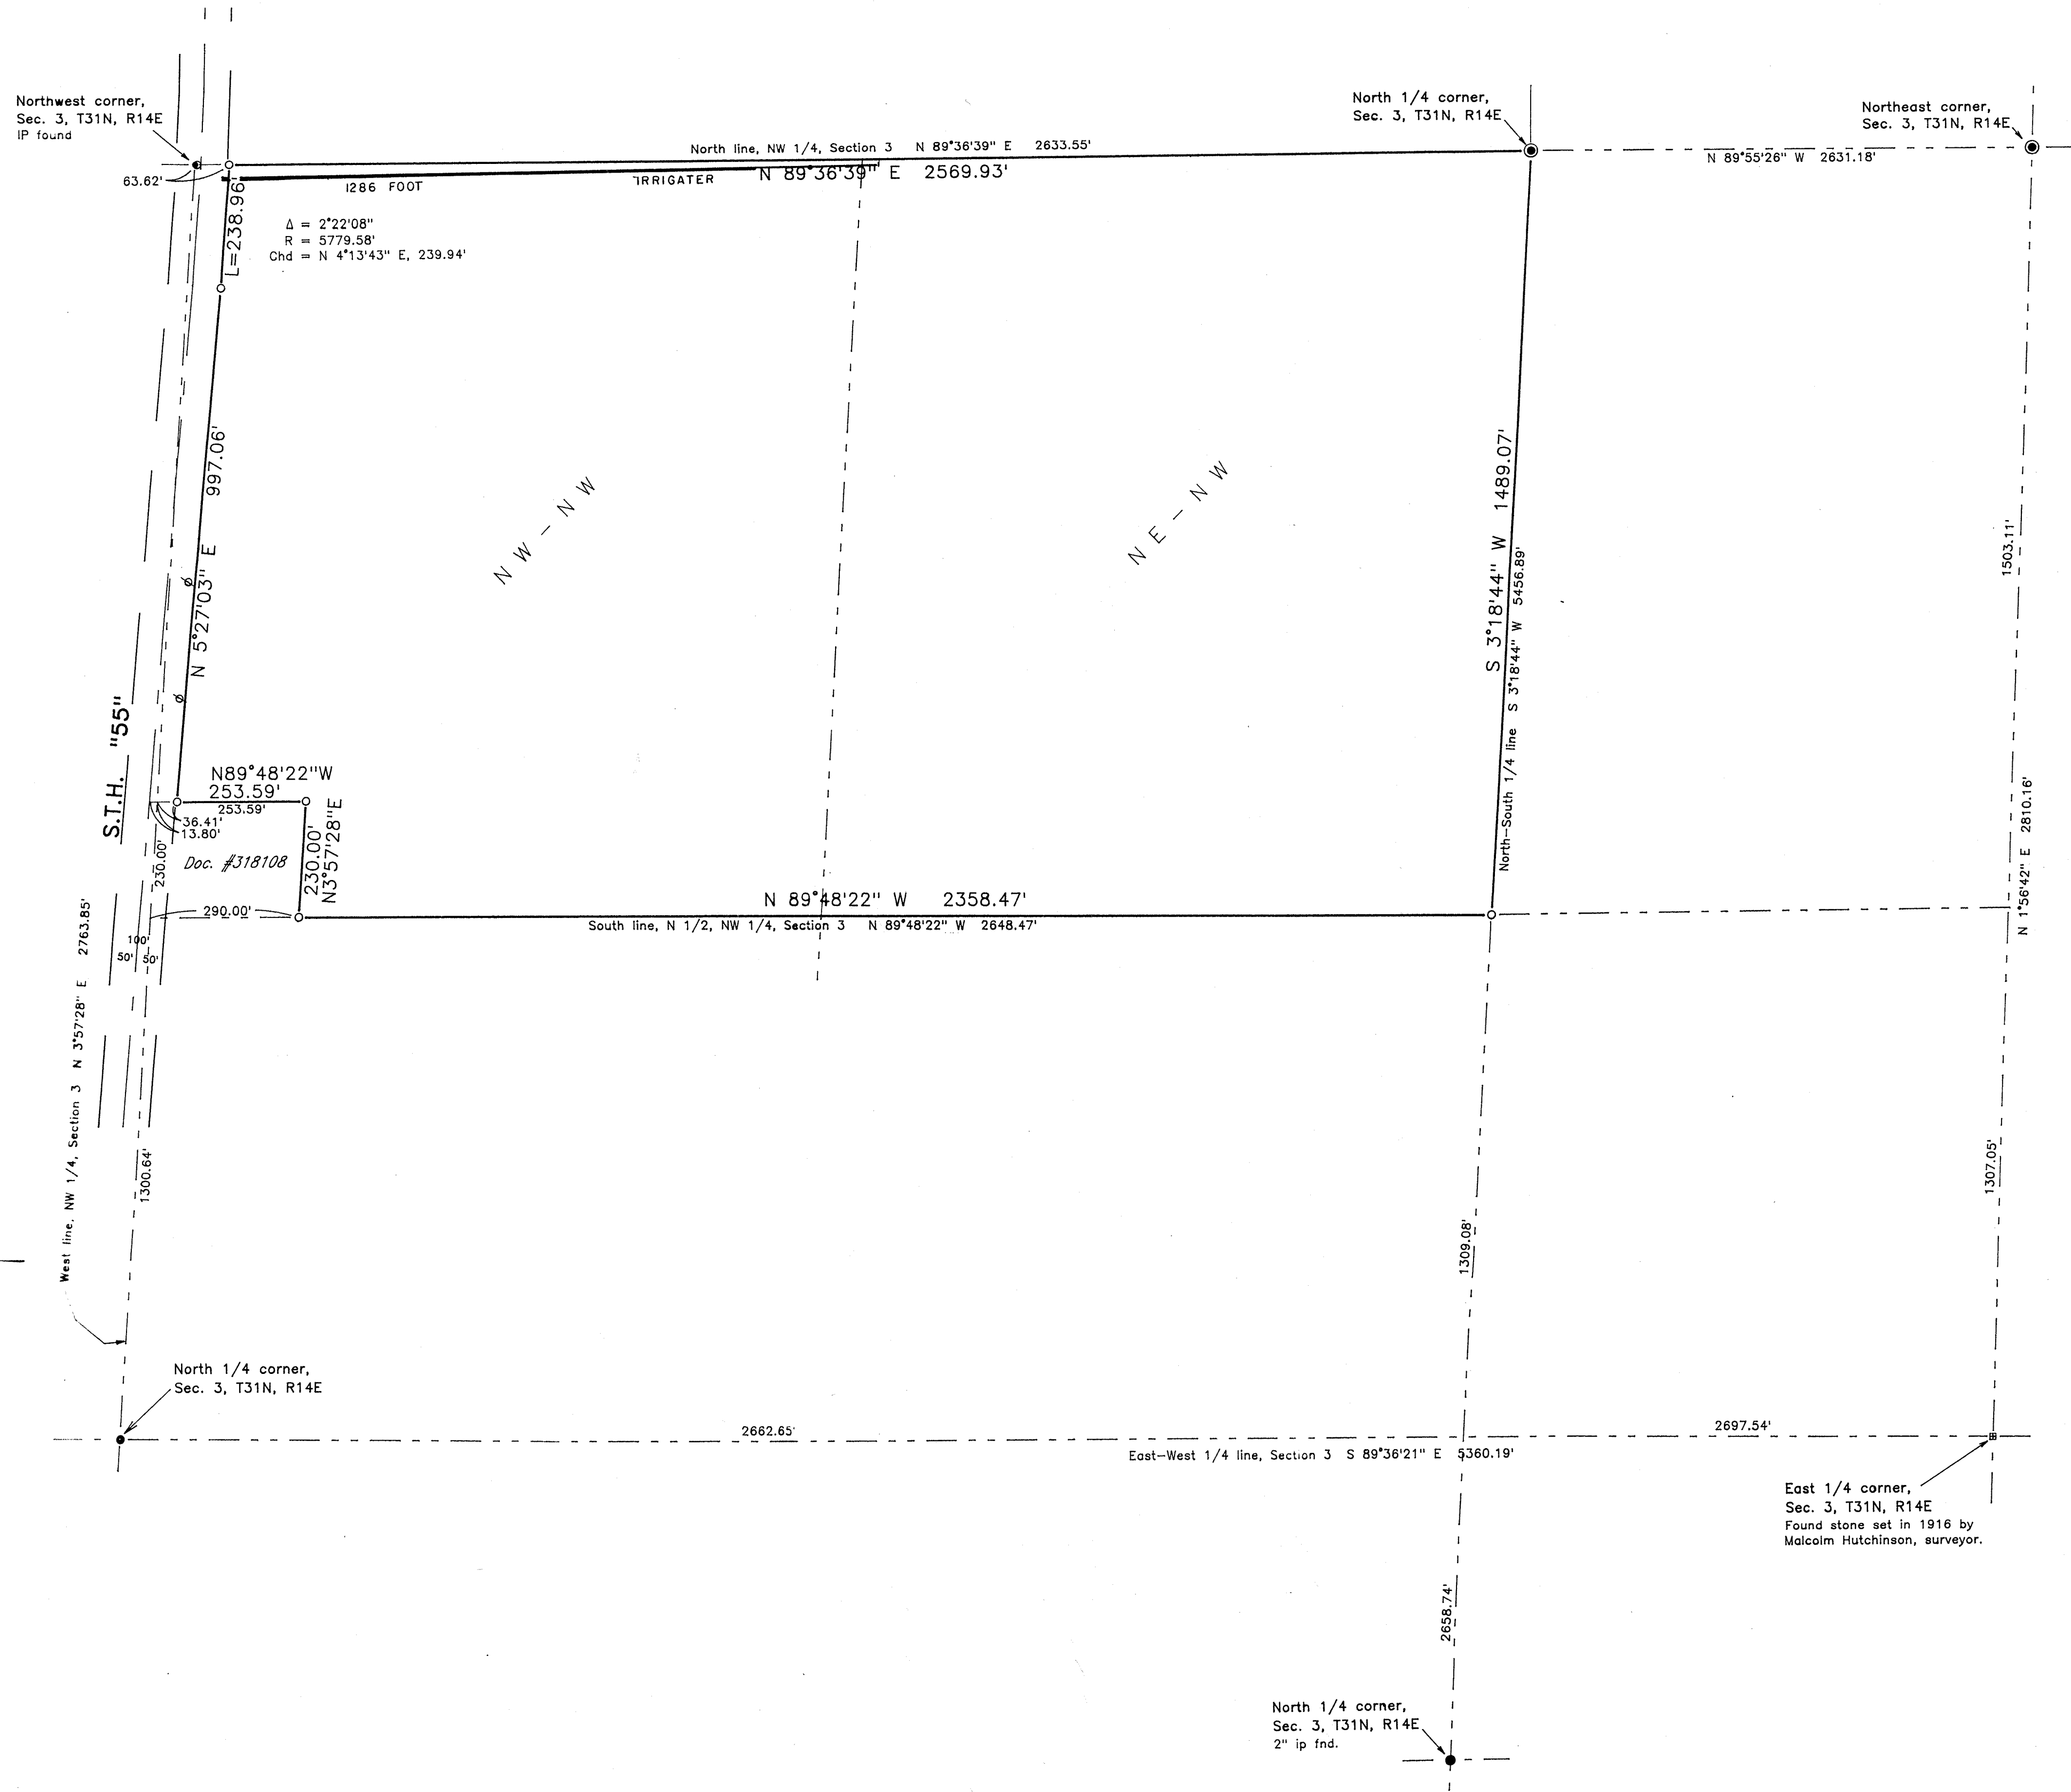 Northwest corner,
Sec. 3, T31N, R14E
IP found
North 1/4 corner,
Sec. 3, T31N, R14E
Northeast corner,
Sec. 3, T31N, R14E
North line, NW 1/4, Section 3 N 89°36'39" E 2633.55'
N 89°55'26" W 2631.18'
63.62'
1286 FOOT IRRIGATER
N 89°36'39" E 2569.93'
L=238.96'
Δ = 2°22'08"
R = 5779.58'
Chd = N 4°13'43" E, 239.94'
N 5°27'03" E 997.06'
NW-NW
NE-NW
S 3°18'44" W 1489.07'
North-South 1/4 line S 3°18'44" W 5456.89'
1503.11'
N 1°56'42" E 2810.16'
S.T.H. "55"
N89°48'22"W
253.59'
253.59'
36.41'
13.80'
230.00'
Doc. #318108
230.00'
N3°57'28"E
290.00'
N 89°48'22" W 2358.47'
South line, N 1/2, NW 1/4, Section 3 N 89°48'22" W 2648.47'
100'
50' 50'
West line, NW 1/4, Section 3 N 3°57'28" E 2763.85'
1300.64'
1309.08'
1307.05'
North 1/4 corner,
Sec. 3, T31N, R14E
2662.65'
2697.54'
East-West 1/4 line, Section 3 S 89°36'21" E 5360.19'
East 1/4 corner,
Sec. 3, T31N, R14E
Found stone set in 1916 by
Malcolm Hutchinson, surveyor.
2658.74'
North 1/4 corner,
Sec. 3, T31N, R14E
2" ip fnd.